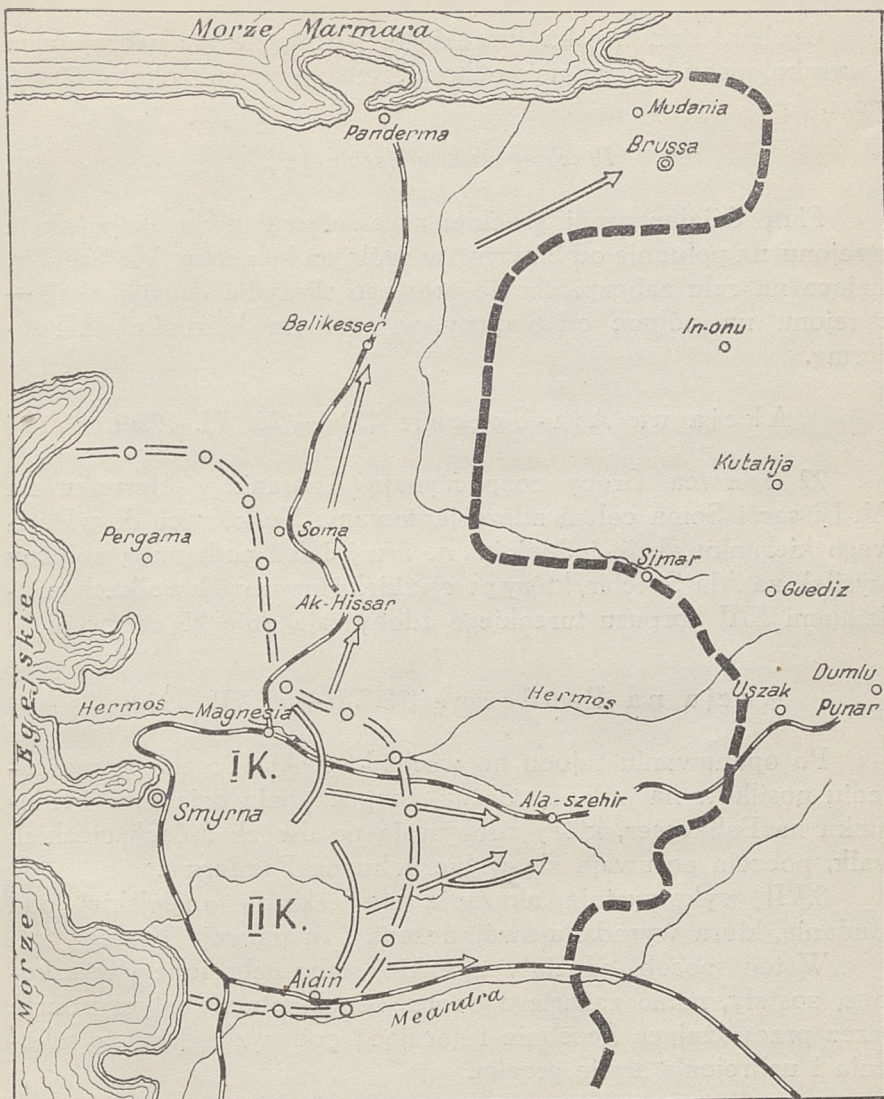 Morze Marmara
Mudania
Panderma
Brussa
Balikesser
In-onu
Kutahja
Pergama
Soma
Simar
Ak-Hissar
Guediz
Dumlu
Punar
Uszak
Hermos
Hermos
Magnesia
I K.
Smyrna
Ala-szehir
II K.
Aidin
Meandra
Morze Egejskie